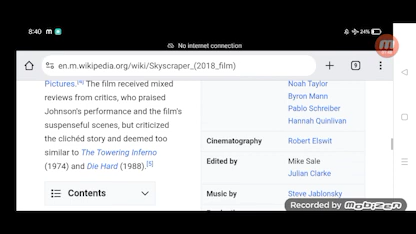 8:40 m
24%
No internet connection
en.m.wikipedia.org/wiki/Skyscraper_(2018_film)
9
Pictures.[4] The film received mixed
reviews from critics, who praised
Johnson's performance and the film's
suspenseful scenes, but criticized
the clichéd story and deemed too
similar to The Towering Inferno
(1974) and Die Hard (1988).[5]
Contents
Noah Taylor
Byron Mann
Pablo Schreiber
Hannah Quinlivan
Cinematography Robert Elswit
Edited by Mike Sale
Julian Clarke
Music by Steve Jablonsky
Recorded by Mobizen